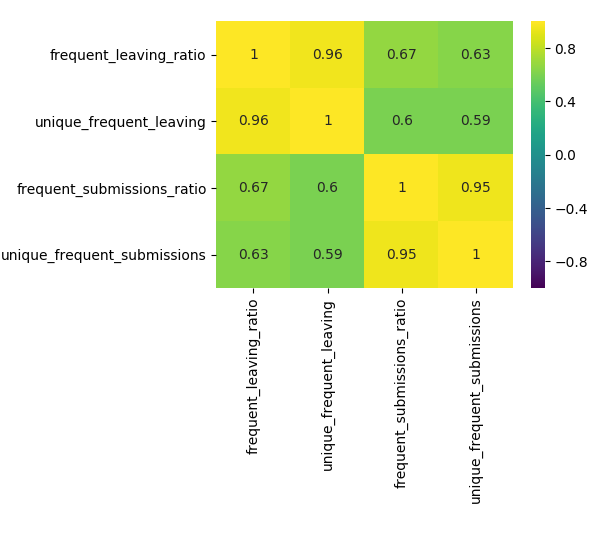 frequent_leaving_ratio 1 0.96 0.67 0.63
unique_frequent_leaving 0.96 1 0.6 0.59
frequent_submissions_ratio 0.67 0.6 1 0.95
unique_frequent_submissions 0.63 0.59 0.95 1
frequent_leaving_ratio
unique_frequent_leaving
frequent_submissions_ratio
unique_frequent_submissions
0.8
0.4
0.0
−0.4
−0.8